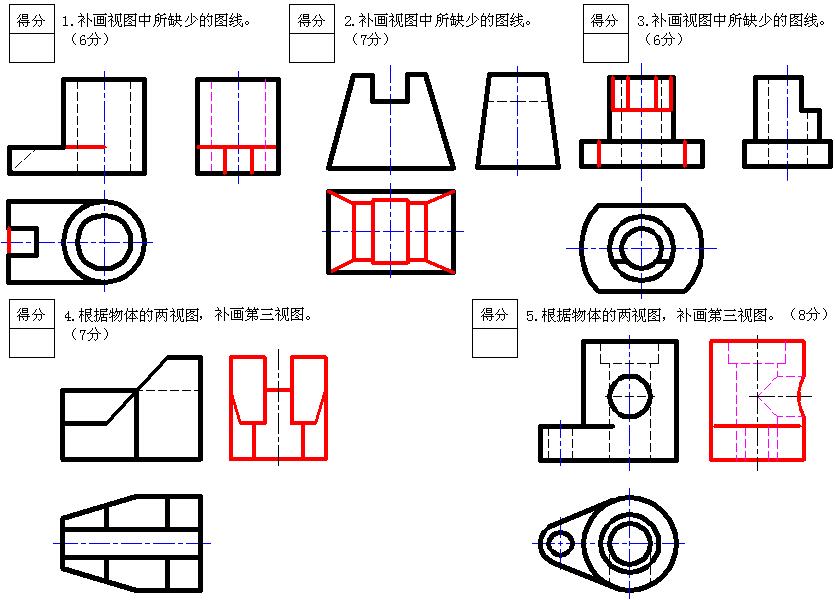 得分
1.补画视图中所缺少的图线。
（6分）
得分
2.补画视图中所缺少的图线。
（7分）
得分
3.补画视图中所缺少的图线。
（6分）
得分
4.根据物体的两视图，补画第三视图。
（7分）
得分
5.根据物体的两视图，补画第三视图。（8分）